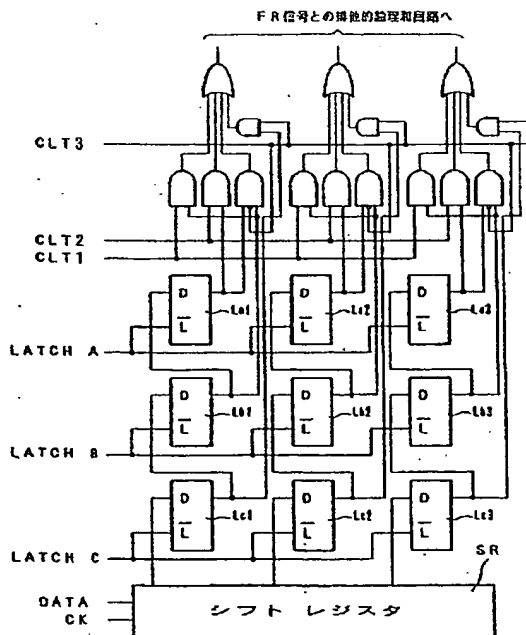 FR信号との排他的論理和回路へ
CLT3
CLT2
CLT1
D
L
La1
D
L
La2
D
L
La3
LATCH A
D
L
Lb1
D
L
Lb2
D
L
Lb3
LATCH B
D
L
Lc1
D
L
Lc2
D
L
Lc3
LATCH C
SR
DATA
CK
シフト レジスタ